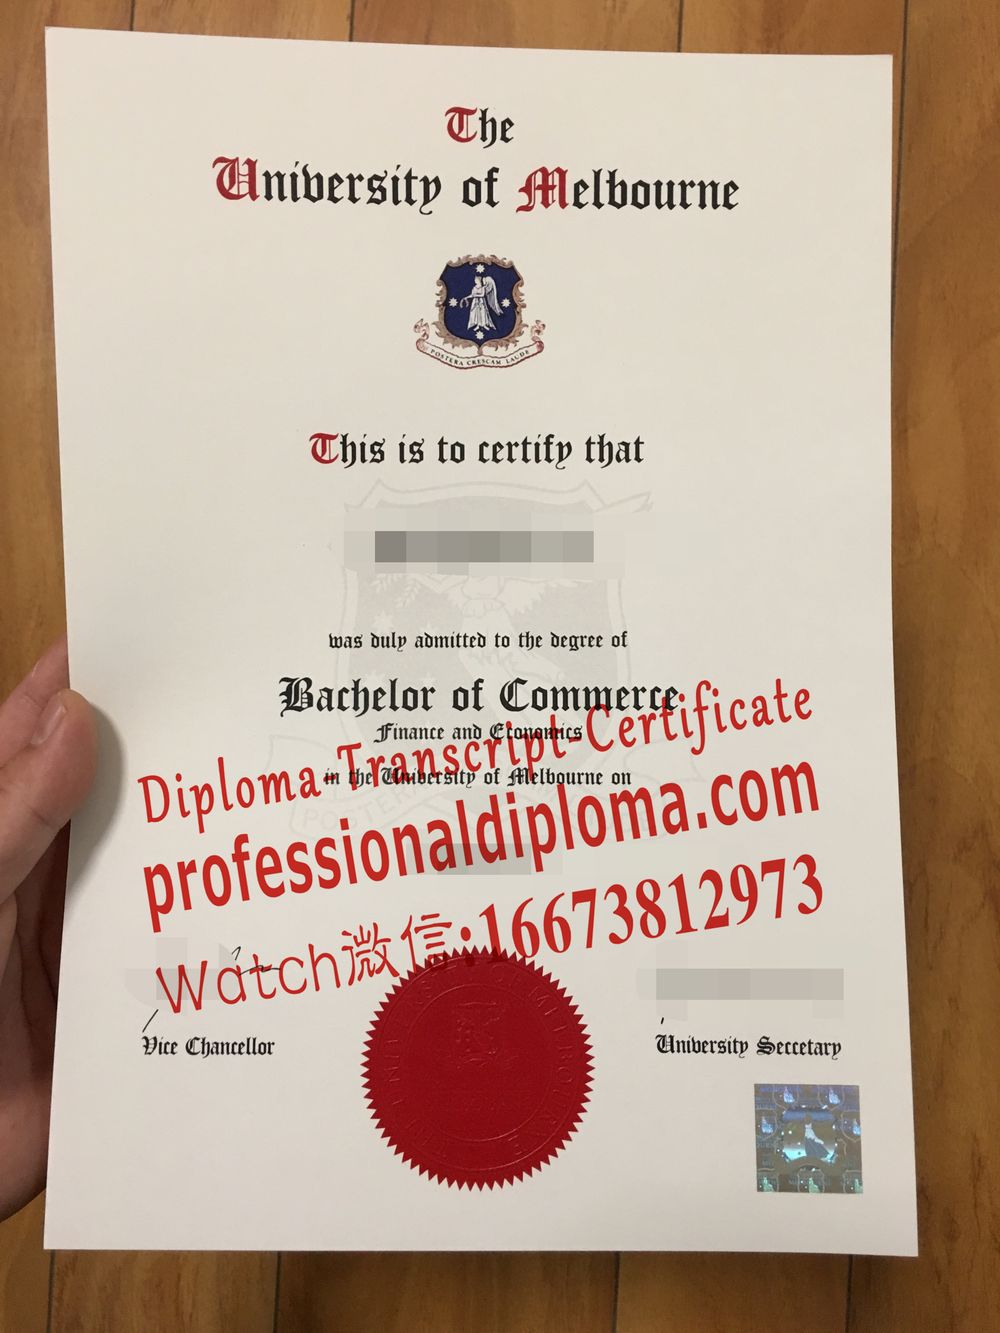 The
University of Melbourne
POSTERA CRESCAM LAUDE
This is to certify that
was duly admitted to the degree of
Bachelor of Commerce
Finance and Economics
in the University of Melbourne on
Diploma-Transcript-Certificate
professionaldiploma.com
Watch微信:16673812973
Vice Chancellor
University Seccetary